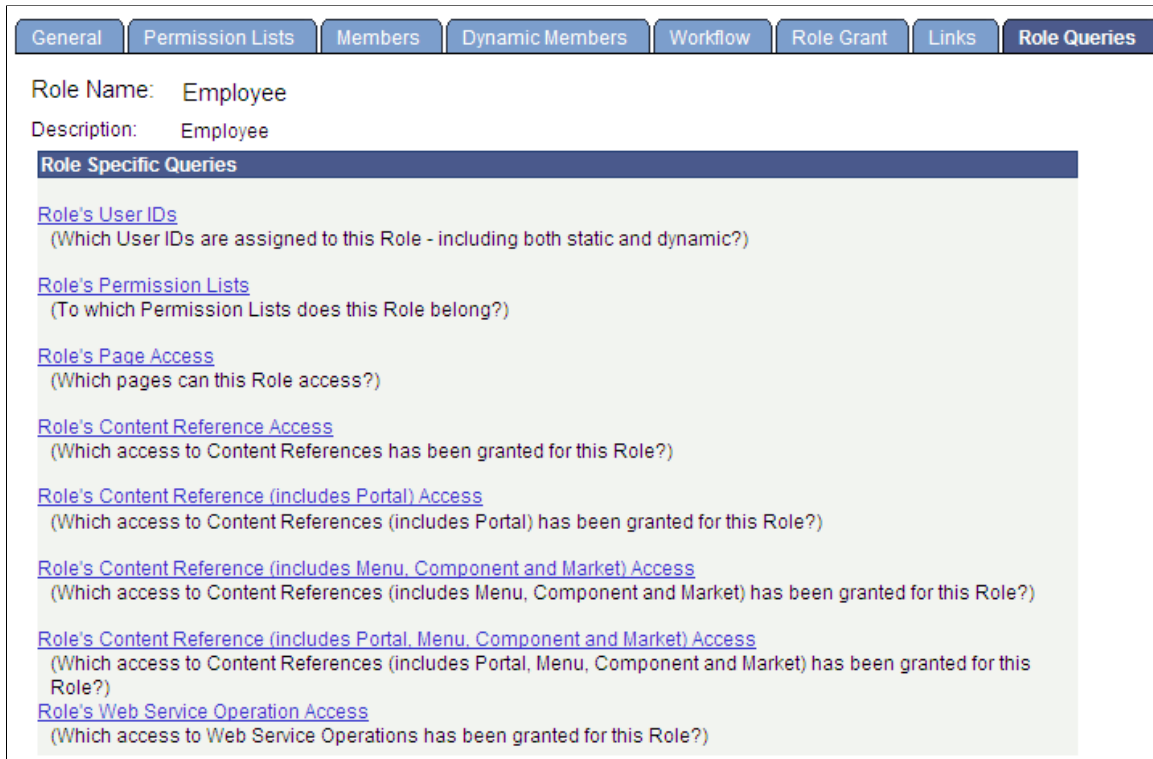 General Permission Lists Members Dynamic Members Workflow Role Grant Links Role Queries
Role Name: Employee
Description: Employee
Role Specific Queries
Role's User IDs
(Which User IDs are assigned to this Role - including both static and dynamic?)
Role's Permission Lists
(To which Permission Lists does this Role belong?)
Role's Page Access
(Which pages can this Role access?)
Role's Content Reference Access
(Which access to Content References has been granted for this Role?)
Role's Content Reference (includes Portal) Access
(Which access to Content References (includes Portal) has been granted for this Role?)
Role's Content Reference (includes Menu, Component and Market) Access
(Which access to Content References (includes Menu, Component and Market) has been granted for this Role?)
Role's Content Reference (includes Portal, Menu, Component and Market) Access
(Which access to Content References (includes Portal, Menu, Component and Market) has been granted for this
Role?)
Role's Web Service Operation Access
(Which access to Web Service Operations has been granted for this Role?)